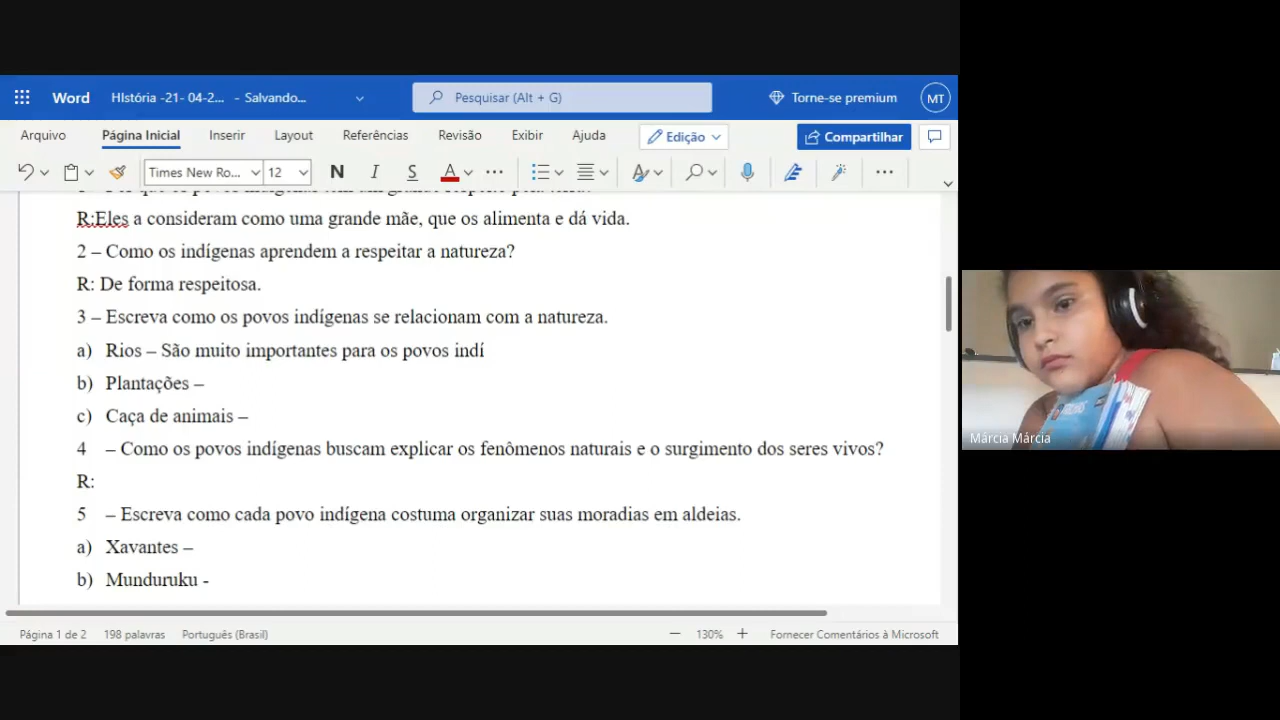 Word HIstória -21- 04-2... - Salvando... Pesquisar (Alt + G) Torne-se premium MT
Arquivo Página Inicial Inserir Layout Referências Revisão Exibir Ajuda Edição Compartilhar
Times New Ro... 12 N I S A ...
R:Eles a consideram como uma grande mãe, que os alimenta e dá vida.
2 – Como os indígenas aprendem a respeitar a natureza?
R: De forma respeitosa.
3 – Escreva como os povos indígenas se relacionam com a natureza.
a) Rios – São muito importantes para os povos indí
b) Plantações –
c) Caça de animais –
4 – Como os povos indígenas buscam explicar os fenômenos naturais e o surgimento dos seres vivos?
R:
5 – Escreva como cada povo indígena costuma organizar suas moradias em aldeias.
a) Xavantes –
b) Munduruku -
Página 1 de 2 198 palavras Português (Brasil) 130% Fornecer Comentários à Microsoft
Márcia Márcia